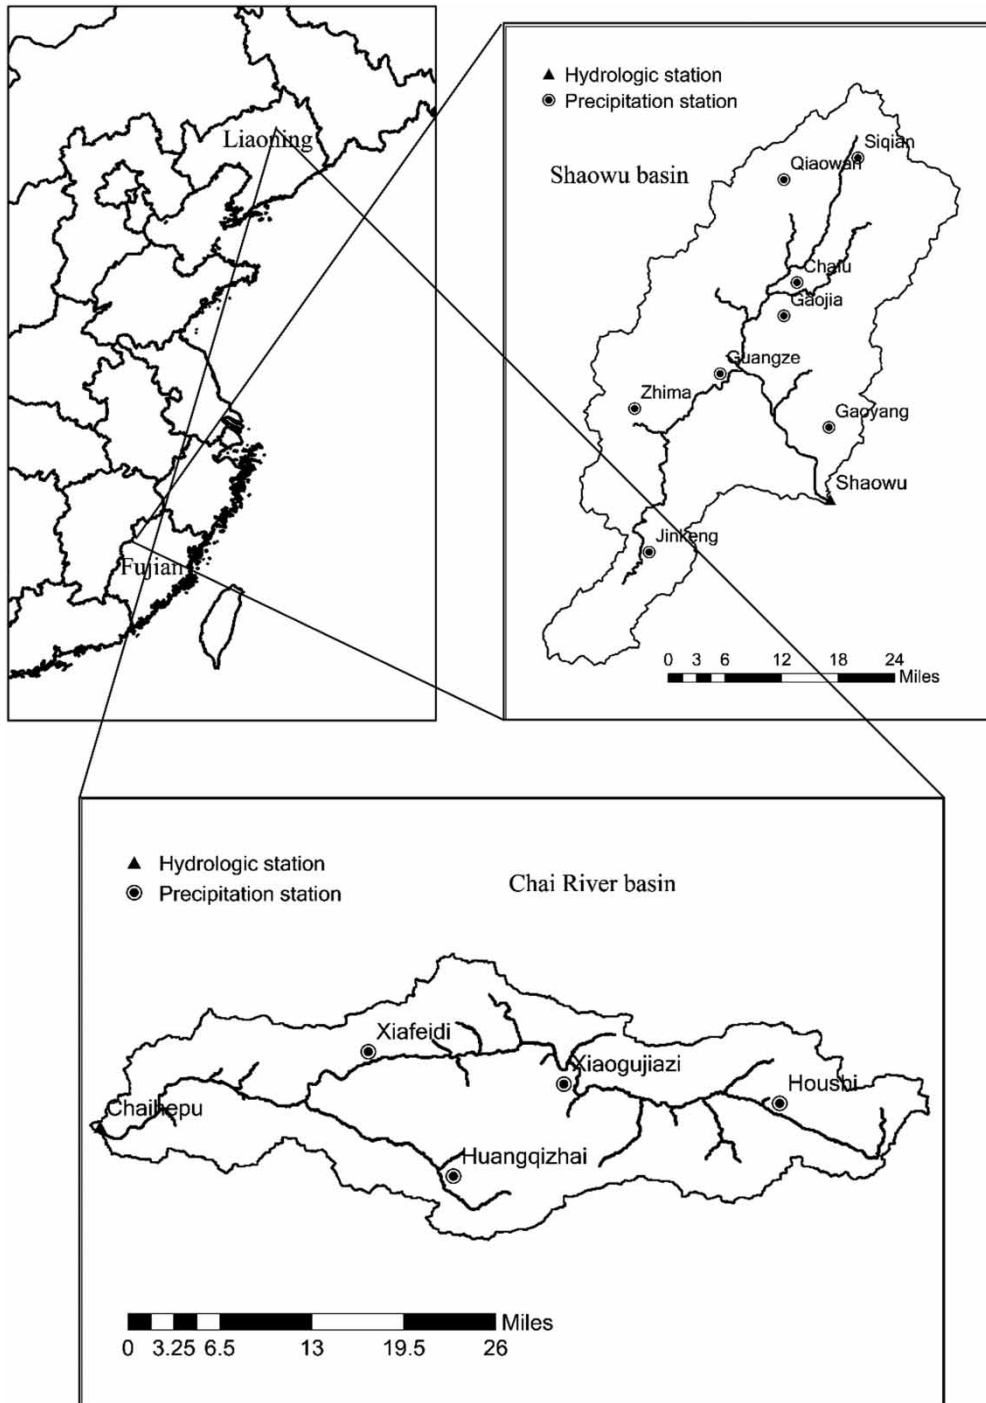 Liaoning
Fujian
Hydrologic station
Precipitation station
Shaowu basin
Siqian
Qiaowan
Chafu
Gaojia
Guangze
Zhima
Gaoyang
Shaowu
Jinkeng
0 3 6 12 18 24
Miles
Hydrologic station
Precipitation station
Chai River basin
Xiafeidi
Xiaogujiazi
Houshi
Chaihepu
Huangqizhai
Miles
0 3.25 6.5 13 19.5 26